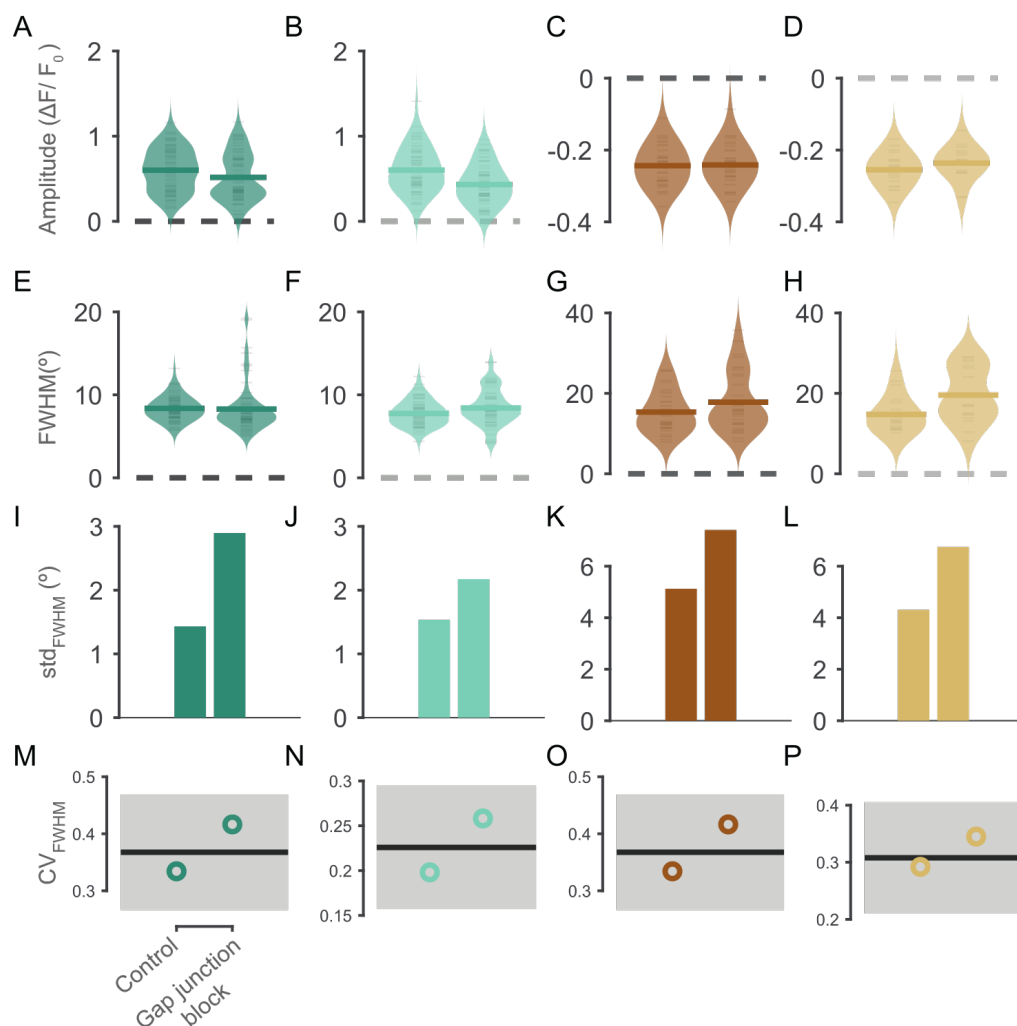 A B C D
Amplitude (ΔF/ F0)
2 2 0 0
1 1 -0.2 -0.2
0 0 -0.4 -0.4
E F G H
FWHM(º)
20 20 40 40
10 10 20 20
0 0 0 0
I J K L
stdFWHM (º)
3 3
6 6
2 2
4 4
1 1
2 2
0 0 0 0
M N O P
CVFWHM
0.5 0.3 0.5 0.4
0.4 0.25 0.4 0.3
0.3 0.2 0.3 0.2
0.15
Control
Gap junction
block